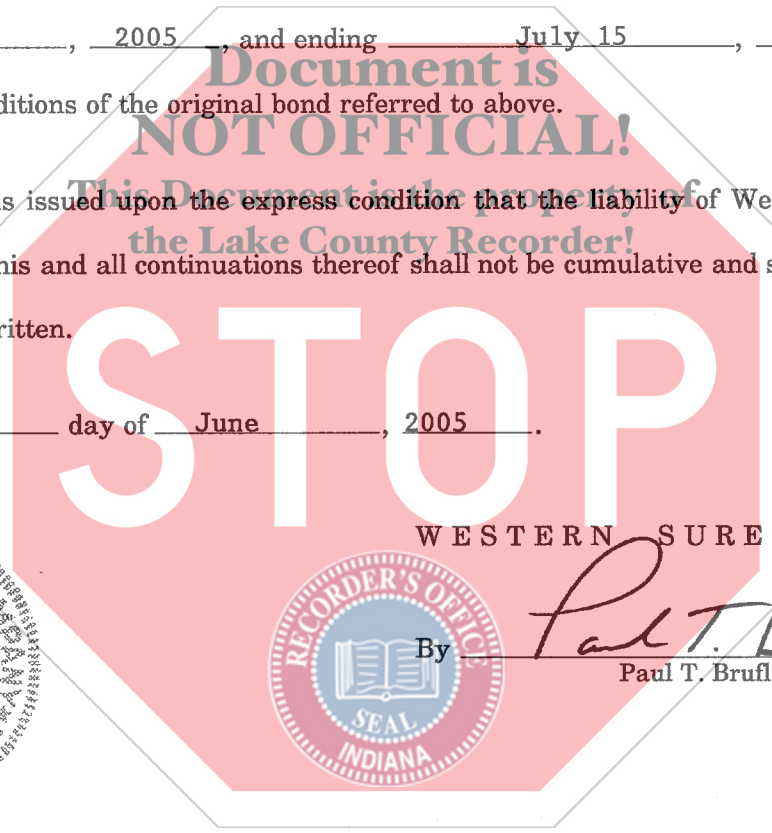 , 2005 , and ending July 15 ,
Document is
ditions of the original bond referred to above.
NOT OFFICIAL!
This Document is the property of
s issued upon the express condition that the liability of We
the Lake County Recorder!
his and all continuations thereof shall not be cumulative and s
ritten.
STOP
day of June , 2005 .
WESTERN SURE
RECORDER'S OFFICE
SEAL
INDIANA
By Paul T.
Paul T. Brufl